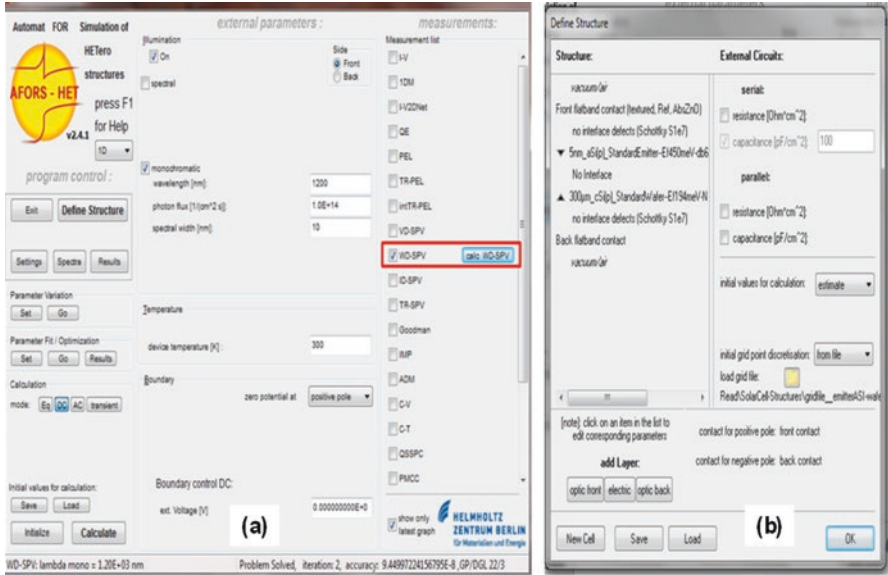 Automat FOR Simulation of
HETero
structures
AFORS - HET
press F1
for Help
v2.4.1
1D
program control :
Exit
Define Structure
Settings
Spectra
Results
Parameter Variation
Set
Go
Parameter Fit / Optimization
Set
Go
Results
Calculation
mode:
Eq
DC
AC
transient
Initial values for calculation:
Save
Load
Initialize
Calculate
external parameters :
Illumination
On
Side
Front
Back
spectral
monochromatic
wavelength [nm]:
1200
photon flux [1/(cm^2 s)]:
1.0E+14
spectral width [nm]:
10
Temperature
device temperature [K] :
300
Boundary
zero potential at
positive pole
Boundary control DC:
ext. Voltage [V]
0.000000000E+0
(a)
measurements:
Measurement list
I-V
1DM
I-V2DNet
QE
PEL
TR-PEL
intTR-PEL
VD-SPV
WD-SPV
calc. WD-SPV
ID-SPV
TR-SPV
Goodman
IMP
ADM
C-V
C-T
QSSPC
PMCC
show only
latest graph
HELMHOLTZ
ZENTRUM BERLIN
für Materialien und Energie
WD-SPV: lambda mono = 1.20E+03 nm
Problem Solved, iteration: 2, accuracy: 9.44997224156795E-8 ,GP/DGL 22/3
Define Structure
Structure:
vacuum/air
Front flatband contact (textured, Ref, AbsZnO)
no interface defects (Schottky S1e7)
5nm_aSi(p)_StandardEmitter-Ef450meV-db6
No Interface
300µm_cSi(p)_StandardWafer-Ef194meV-N
no interface defects (Schottky S1e7)
Back flatband contact
vacuum/air
External Circuits:
serial:
resistance [Ohm*cm^2]:
capacitance [pF/cm^2]:
100
parallel:
resistance [Ohm*cm^2]:
capacitance [pF/cm^2]:
initial values for calculation:
estimate
initial grid point discretisation:
from file
load grid file:
Read\SolarCell-Structures\gridfile__emitterASI-wafe
[note]: click on an item in the list to
edit corresponding parameters
contact for positive pole: front contact
contact for negative pole: back contact
add Layer:
optic front
electric
optic back
(b)
New Cell
Save
Load
OK